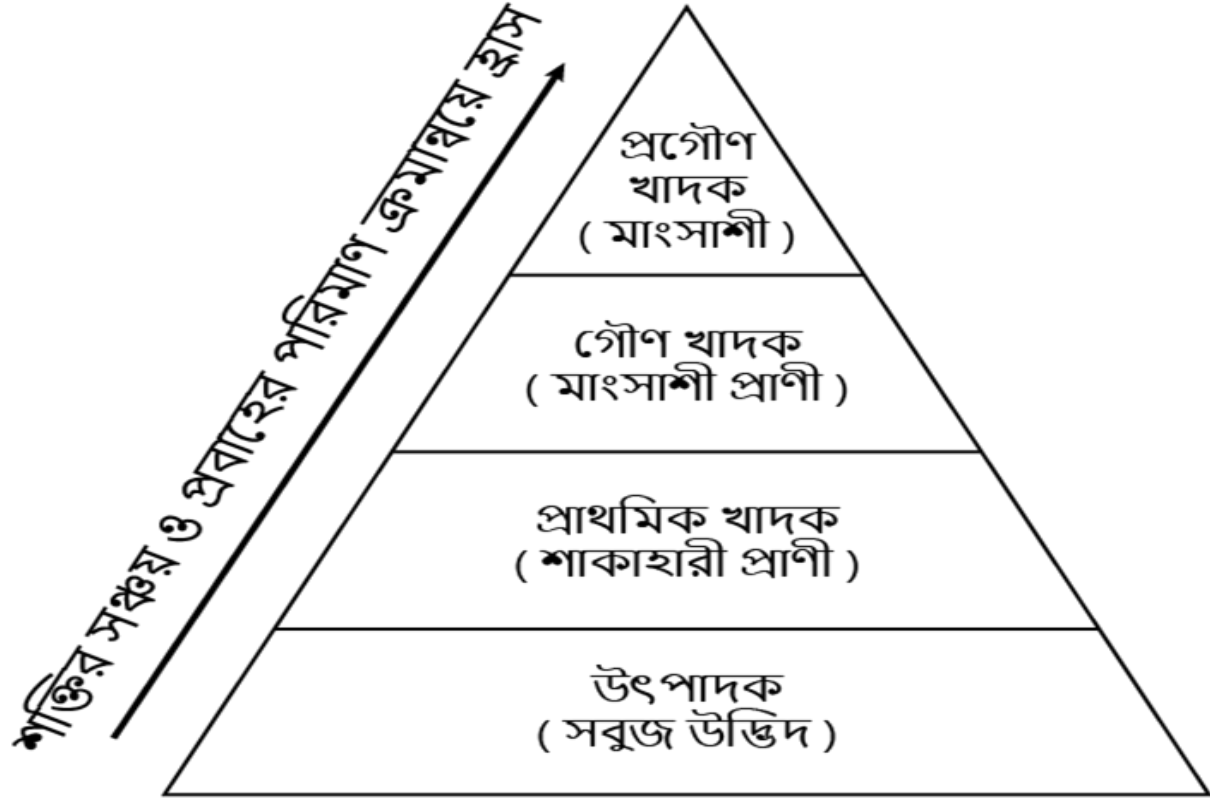 শক্তির সঞ্চয় ও প্রবাহের পরিমাণ ক্রমান্বয়ে হ্রাস
প্রগৌণ
খাদক
( মাংসাশী )
গৌণ খাদক
( মাংসাশী প্রাণী )
প্রাথমিক খাদক
( শাকাহারী প্রাণী )
উৎপাদক
( সবুজ উদ্ভিদ )